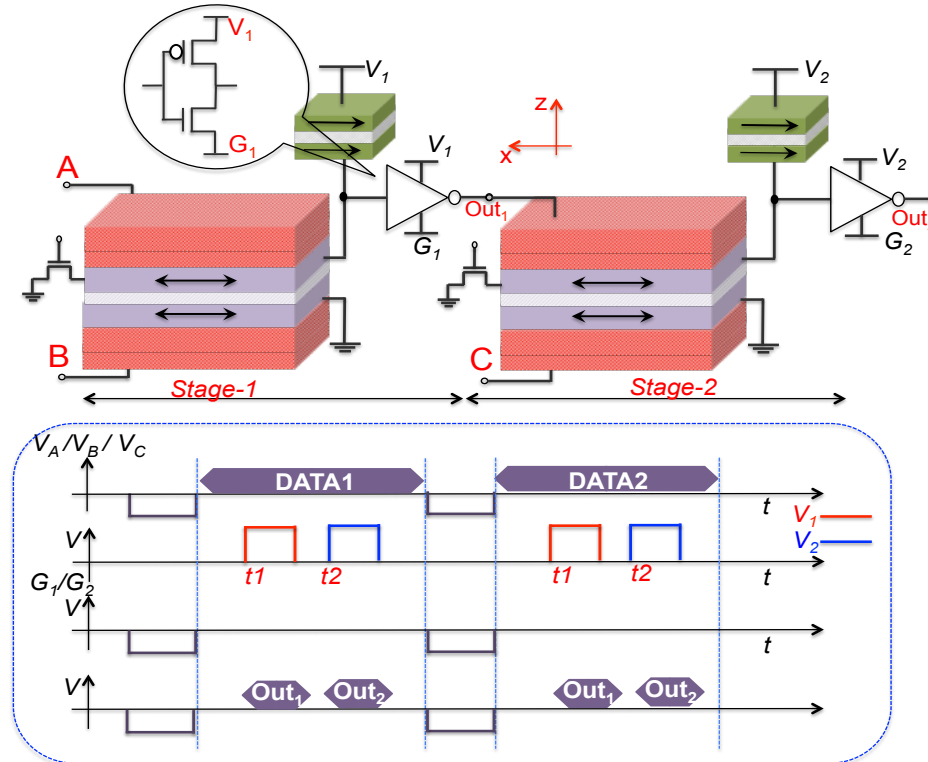 V1
G1
V1
V1
G1
A
B
Out1
z
x
V2
V2
G2
Out
C
Stage-1
Stage-2
VA/VB/ VC
DATA1
DATA2
t
V
t1
t2
t1
t2
t
V1
V2
G1/G2
V
t
V
Out1
Out2
Out1
Out2